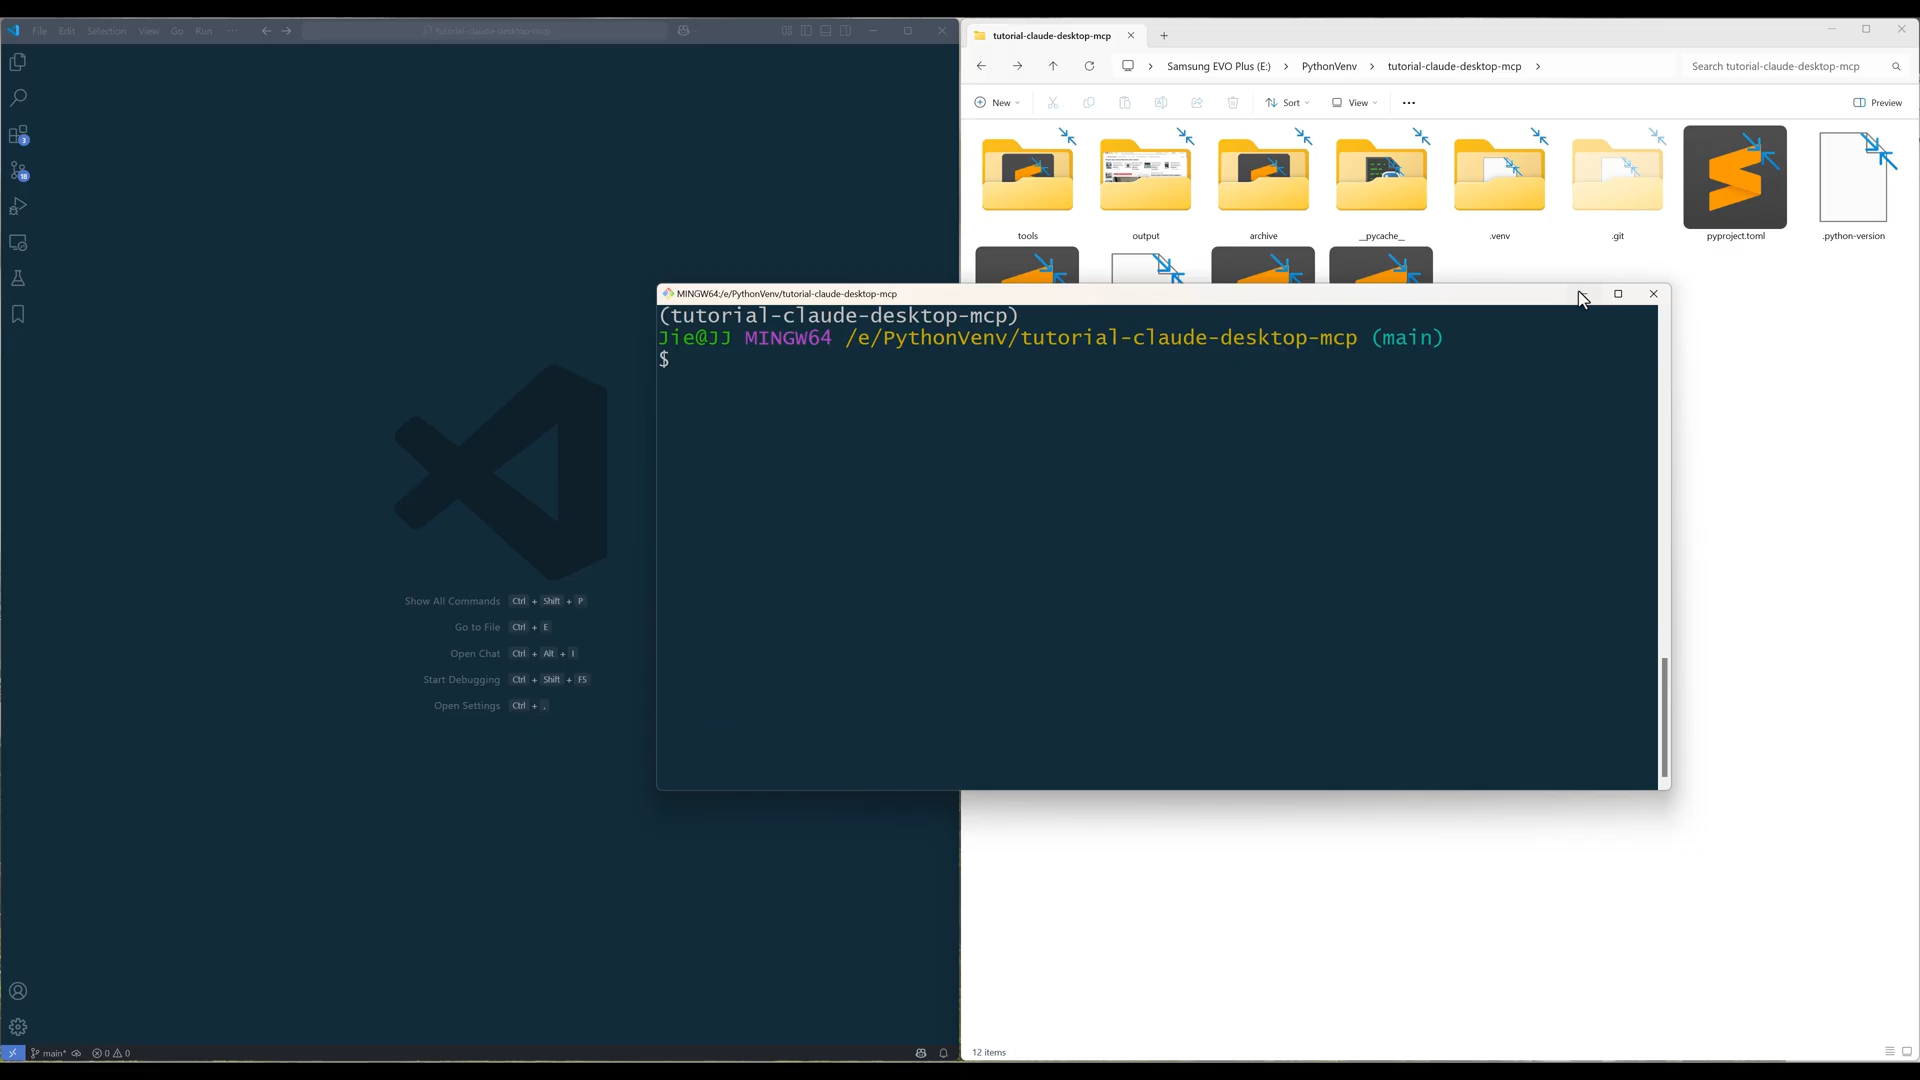 File Edit Selection View Go Run ··· tutorial-claude-desktop-mcp
3
18
Show All Commands Ctrl + Shift + P
Go to File Ctrl + E
Open Chat Ctrl + Alt + I
Start Debugging Ctrl + Shift + F5
Open Settings Ctrl + ,
main* 0 0
tutorial-claude-desktop-mcp
Samsung EVO Plus (E:) > PythonVenv > tutorial-claude-desktop-mcp > Search tutorial-claude-desktop-mcp
New Sort View ··· Preview
tools output archive __pycache__ .venv .git pyproject.toml .python-version
MINGW64:/e/PythonVenv/tutorial-claude-desktop-mcp
(tutorial-claude-desktop-mcp)
Jie@JJ MINGW64 /e/PythonVenv/tutorial-claude-desktop-mcp (main)
$
12 items